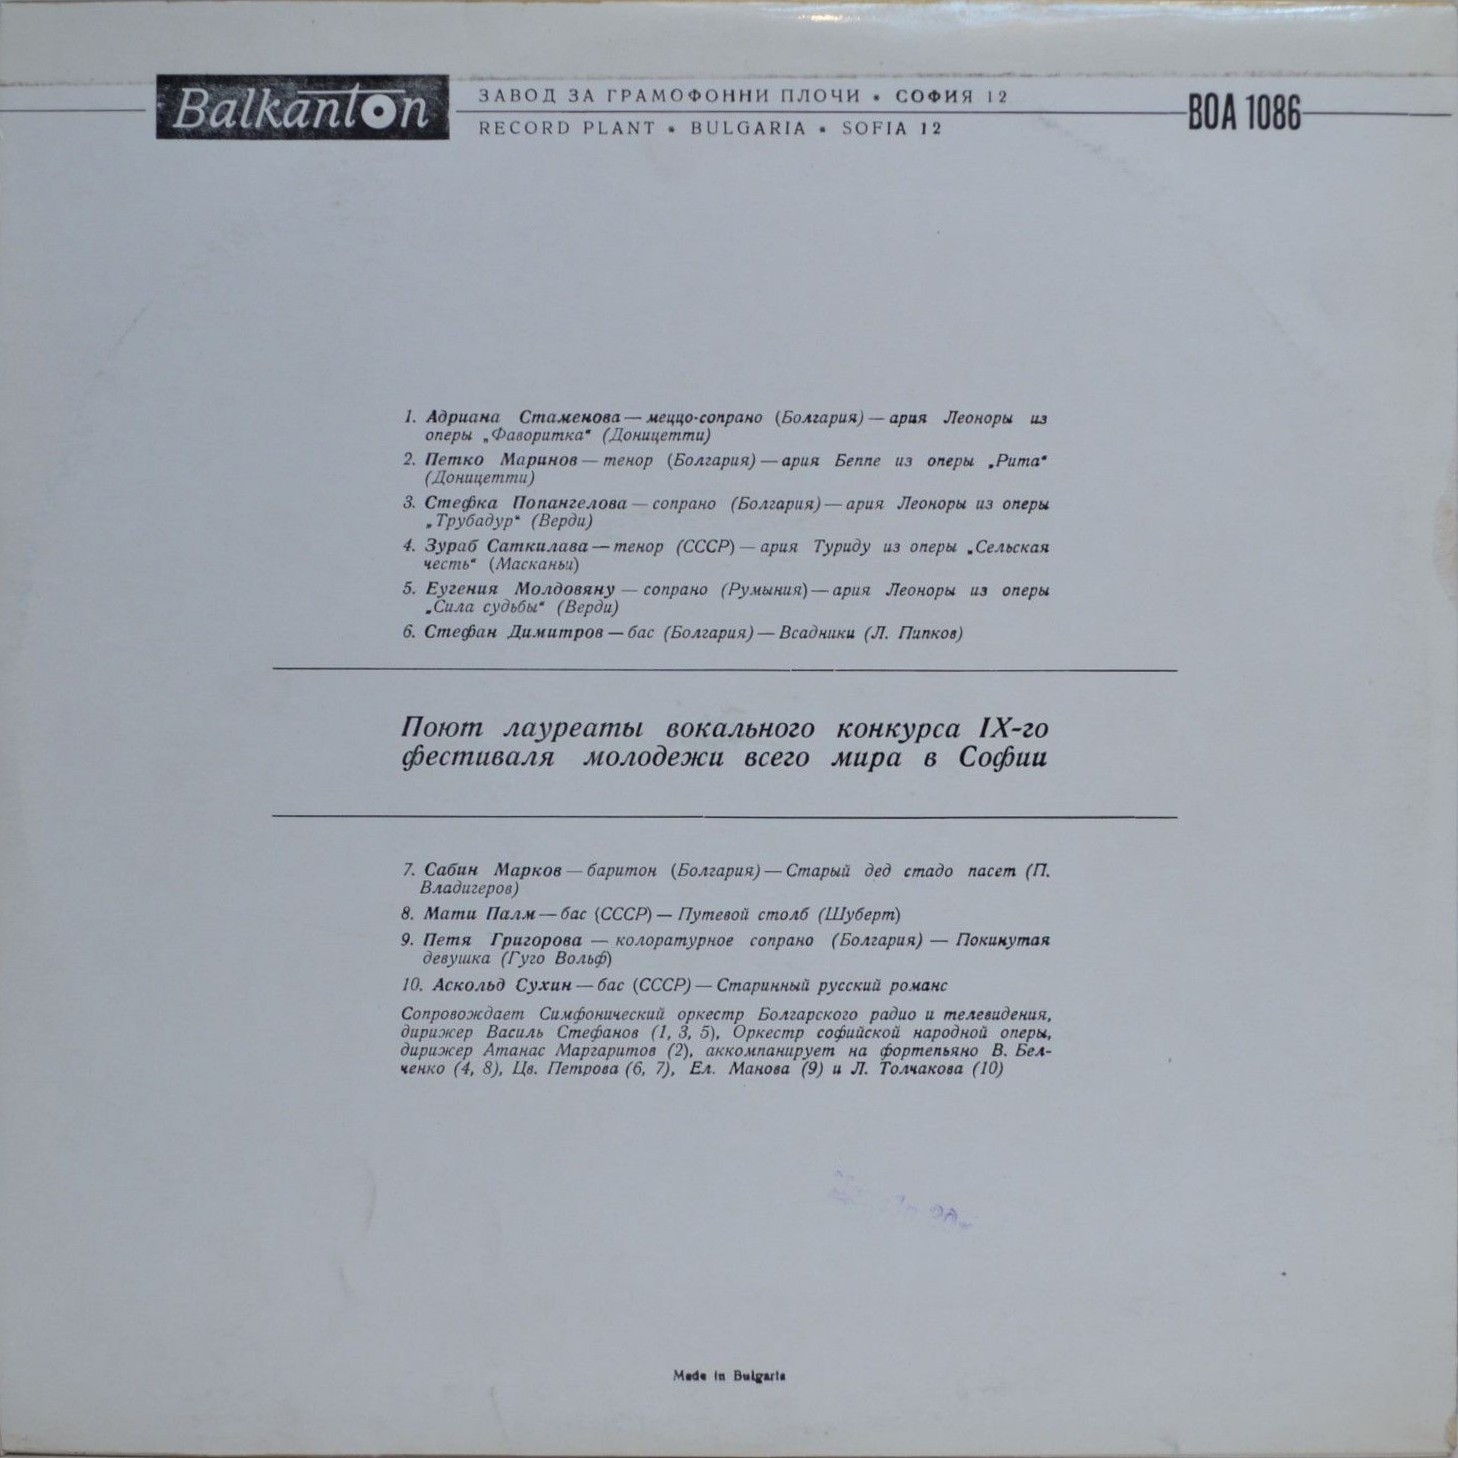 Balkanton
ЗАВОД ЗА ГРАМОФОННИ ПЛОЧИ • СОФИЯ 12
RECORD PLANT • BULGARIA • SOFIA 12
ВОА 1086
1. Адриана Стаменова — меццо-сопрано (Болгария) — ария Леоноры из
оперы „Фаворитка“ (Доницетти)
2. Петко Маринов — тенор (Болгария) — ария Беппе из оперы „Рита“
(Доницетти)
3. Стефка Попангелова — сопрано (Болгария) — ария Леоноры из оперы
„Трубадур“ (Верди)
4. Зураб Саткилава — тенор (СССР) — ария Туриду из оперы „Сельская
честь“ (Масканьи)
5. Еугения Молдовяну — сопрано (Румыния) — ария Леоноры из оперы
„Сила судьбы“ (Верди)
6. Стефан Димитров — бас (Болгария) — Всадники (Л. Пипков)
Поют лауреаты вокального конкурса IX-го
фестиваля молодежи всего мира в Софии
7. Сабин Марков — баритон (Болгария) — Старый дед стадо пасет (П.
Владигеров)
8. Мати Палм — бас (СССР) — Путевой столб (Шуберт)
9. Петя Григорова — колоратурное сопрано (Болгария) — Покинутая
девушка (Гуго Вольф)
10. Аскольд Сухин — бас (СССР) — Старинный русский романс
Сопровождает Симфонический оркестр Болгарского радио и телевидения,
дирижер Василь Стефанов (1, 3, 5), Оркестр софийской народной оперы,
дирижер Атанас Маргаритов (2), аккомпанирует на фортепьяно В. Бел-
ченко (4, 8), Цв. Петрова (6, 7), Ел. Манова (9) и Л. Толчакова (10)
Made in Bulgaria